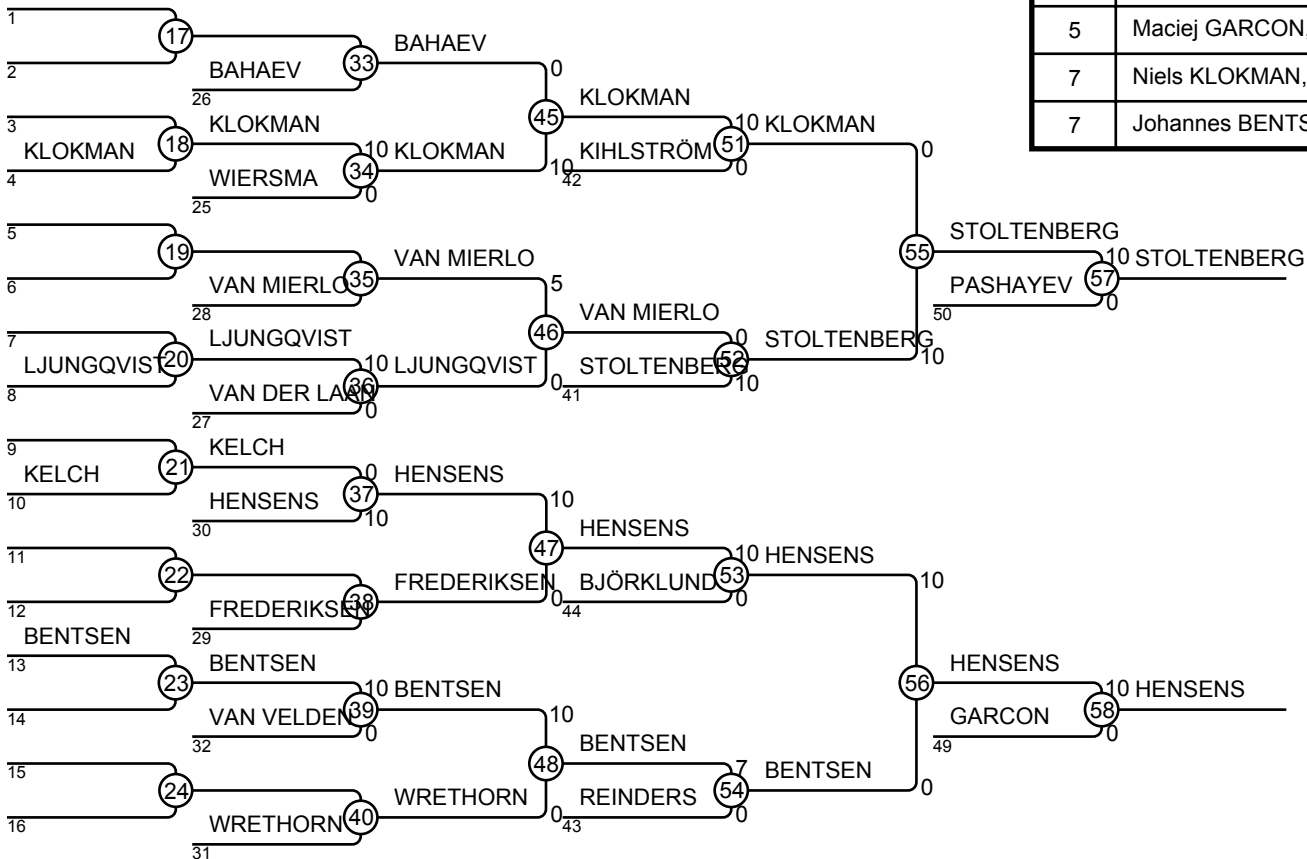 1
17
2
BAHAEV
26
33
BAHAEV
0
3
KLOKMAN
4
18
KLOKMAN
10
WIERSMA
25
0
34
KLOKMAN
10
45
KLOKMAN
10
KIHLSTRÖM
42
0
51
KLOKMAN
0
5
6
19
VAN MIERLO
28
35
VAN MIERLO
5
7
LJUNGQVIST
8
20
LJUNGQVIST
10
VAN DER LAAN
27
0
36
LJUNGQVIST
0
46
VAN MIERLO
0
STOLTENBERG
41
10
52
STOLTENBERG
10
55
STOLTENBERG
10
PASHAYEV
50
0
57
STOLTENBERG
9
KELCH
10
21
KELCH
0
HENSENS
30
10
37
HENSENS
10
11
12
22
FREDERIKSEN
29
38
FREDERIKSEN
0
47
HENSENS
10
BJÖRKLUND
44
0
53
HENSENS
10
BENTSEN
13
14
23
BENTSEN
10
VAN VELDEN
32
0
39
BENTSEN
10
15
16
24
WRETHORN
31
40
WRETHORN
0
48
BENTSEN
7
REINDERS
43
0
54
BENTSEN
0
56
HENSENS
10
GARCON
49
0
58
HENSENS
5 Maciej GARCON,
7 Niels KLOKMAN,
7 Johannes BENTS